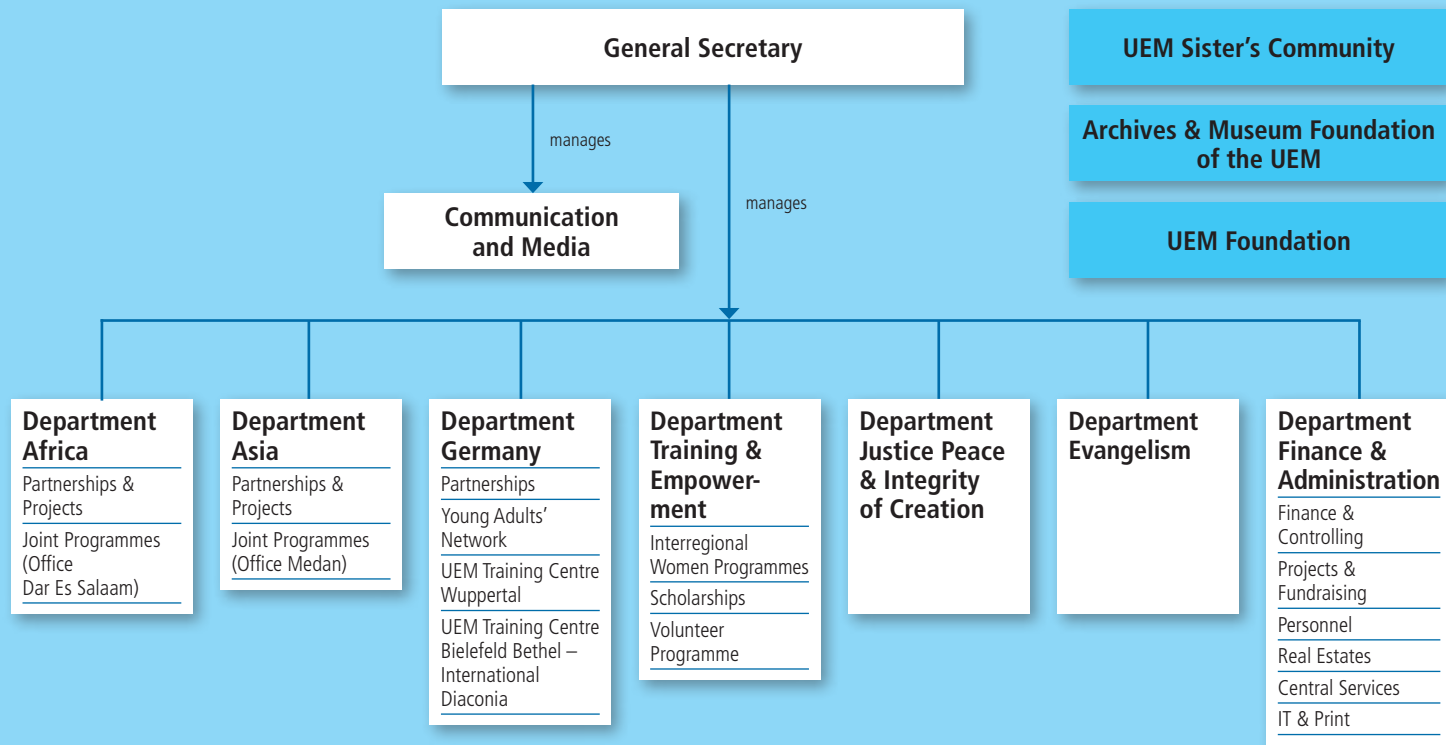 General Secretary
UEM Sister’s Community
Archives & Museum Foundation
of the UEM
UEM Foundation
manages
Communication
and Media
manages
Department
Africa
Partnerships &
Projects
Joint Programmes
(Office
Dar Es Salaam)
Department
Asia
Partnerships &
Projects
Joint Programmes
(Office Medan)
Department
Germany
Partnerships
Young Adults’
Network
UEM Training Centre
Wuppertal
UEM Training Centre
Bielefeld Bethel –
International
Diaconia
Department
Training &
Empower-
ment
Interregional
Women Programmes
Scholarships
Volunteer
Programme
Department
Justice Peace
& Integrity
of Creation
Department
Evangelism
Department
Finance &
Administration
Finance &
Controlling
Projects &
Fundraising
Personnel
Real Estates
Central Services
IT & Print